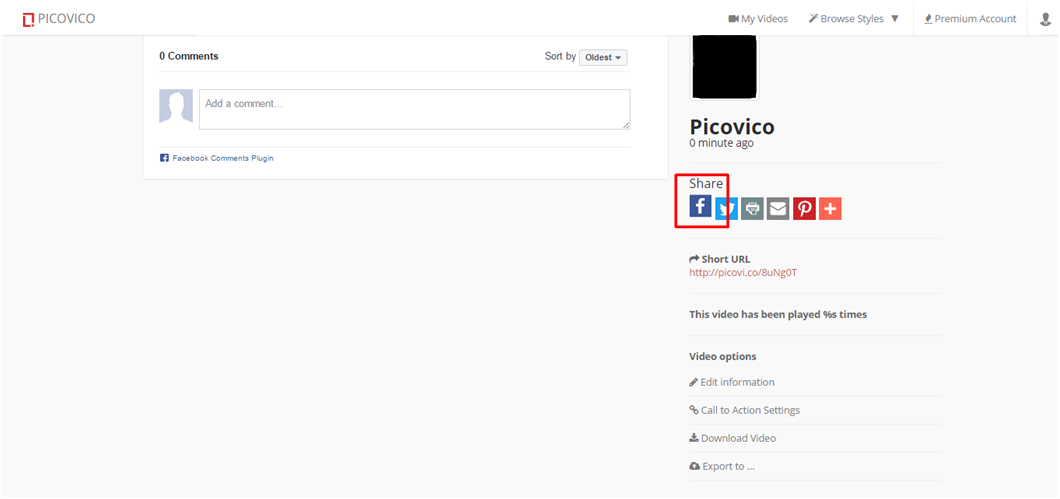 PICOVICO
My Videos
Browse Styles
Premium Account
0 Comments
Sort by Oldest
Add a comment...
Facebook Comments Plugin
Picovico
0 minute ago
Share
Short URL
http://picovi.co/8uNg0T
This video has been played %s times
Video options
Edit information
Call to Action Settings
Download Video
Export to ...